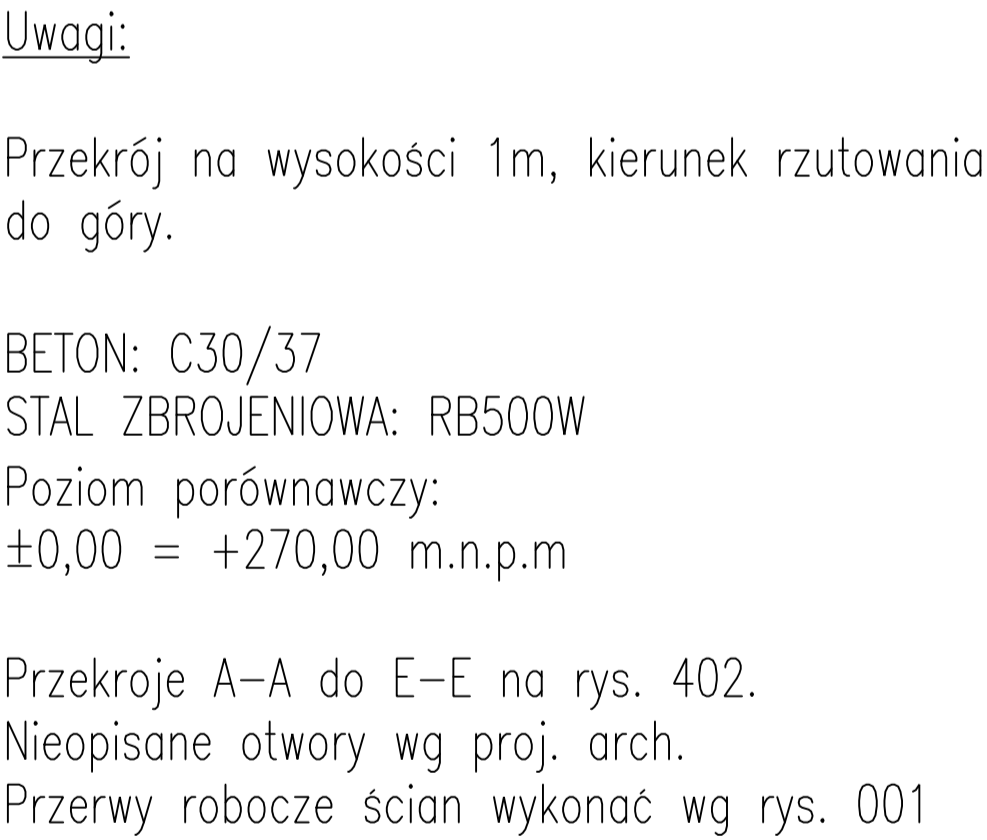 Uwagi:
Przekrój na wysokości 1m, kierunek rzutowania
do góry.
BETON: C30/37
STAL ZBROJENIOWA: RB500W
Poziom porównawczy:
±0,00 = +270,00 m.n.p.m
Przekroje A–A do E–E na rys. 402.
Nieopisane otwory wg proj. arch.
Przerwy robocze ścian wykonać wg rys. 001